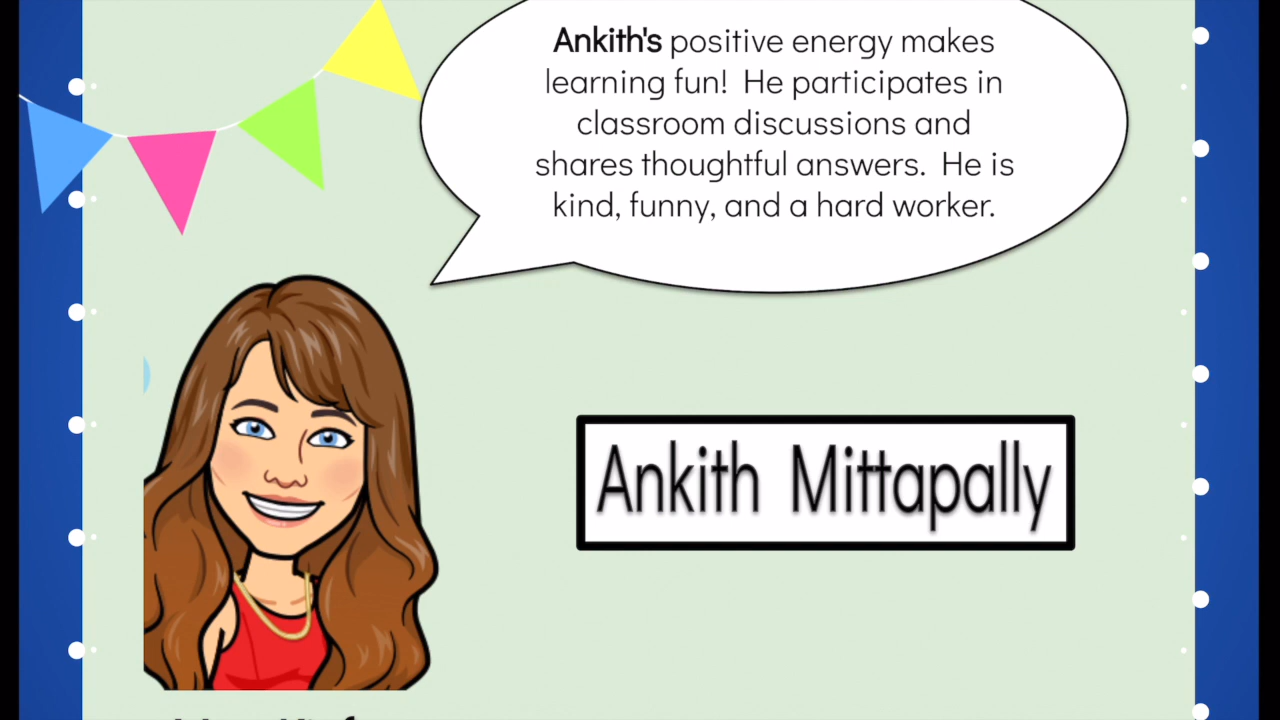 Ankith's positive energy makes
learning fun! He participates in
classroom discussions and
shares thoughtful answers. He is
kind, funny, and a hard worker.
Ankith Mittapally